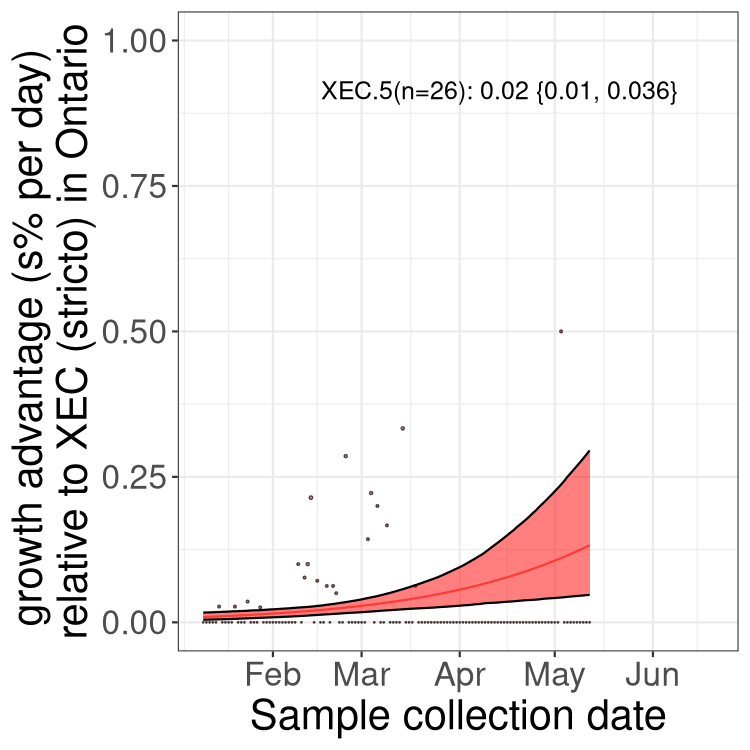 growth advantage (s% per day)
relative to XEC (stricto) in Ontario
1.00
0.75
0.50
0.25
0.00
XEC.5(n=26): 0.02 {0.01, 0.036}
Feb Mar Apr May Jun
Sample collection date